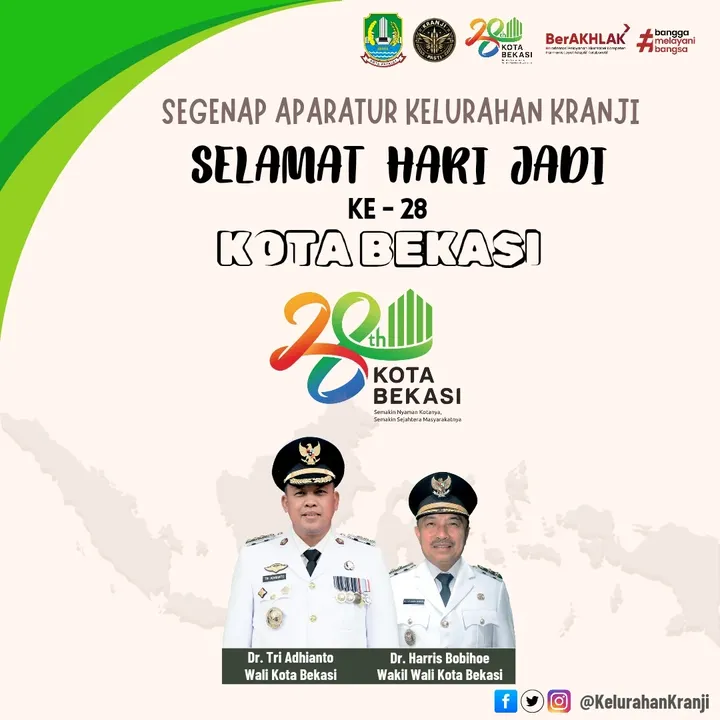 KRANJI
PASTI
28
KOTA
BEKASI
BerAKHLAK
#bangga
melayani
bangsa
SEGENAP APARATUR KELURAHAN KRANJI
SELAMAT HARI JADI
KE - 28
KOTA BEKASI
28th
KOTA
BEKASI
Semakin Nyaman Kotanya,
Semakin Sejahtera Masyarakatnya
Dr. Tri Adhianto
Wali Kota Bekasi
Dr. Harris Bobihoe
Wakil Wali Kota Bekasi
@KelurahanKranji